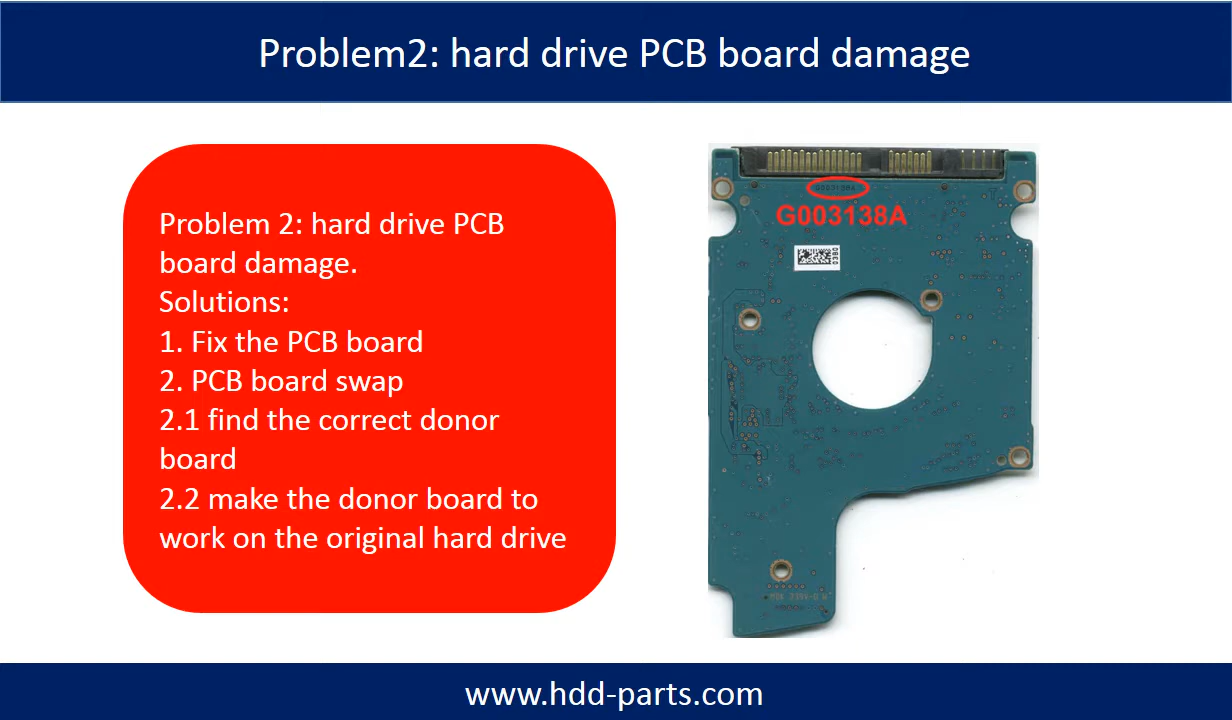 Problem2: hard drive PCB board damage
Problem 2: hard drive PCB
board damage.
Solutions:
1. Fix the PCB board
2. PCB board swap
2.1 find the correct donor
board
2.2 make the donor board to
work on the original hard drive
G003138A
G003138A
0380
www.hdd-parts.com